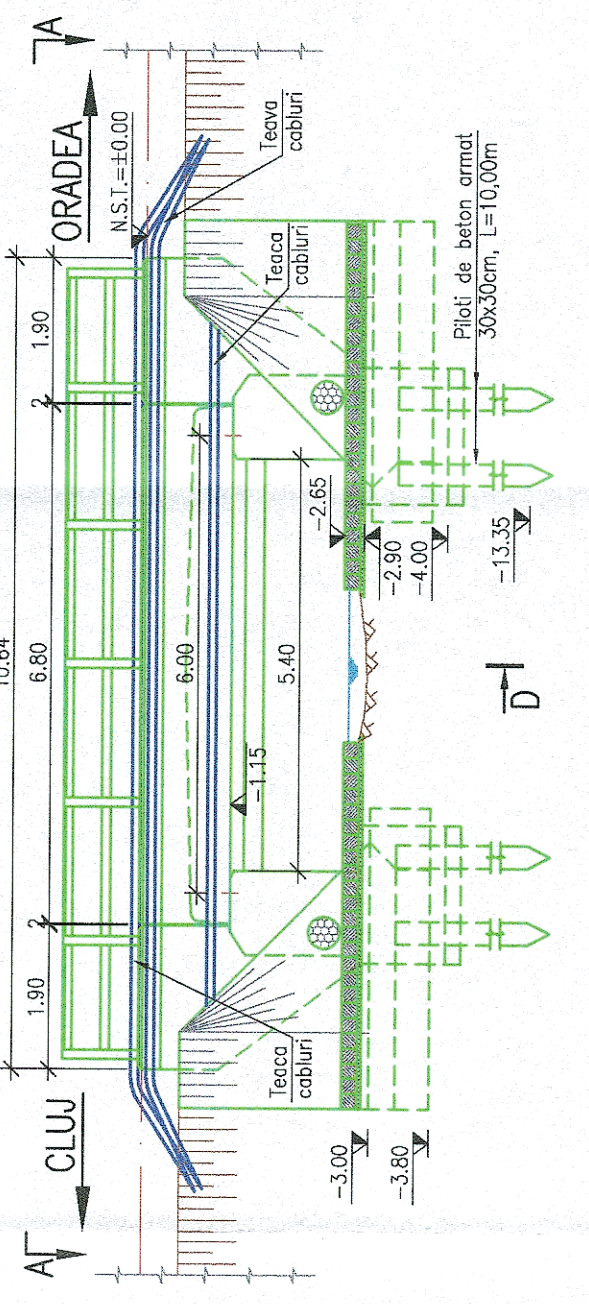 A
CLUJ
ORADEA
A
10.64
1.90
2
6.80
2
1.90
N.S.T.=±0.00
Teava
cabluri
Teaca
cabluri
Teaca
cabluri
6.00
-1.15
5.40
-2.65
-2.90
-4.00
-13.35
-3.00
-3.80
Piloti de beton armat
30x30cm, L=10,00m
D